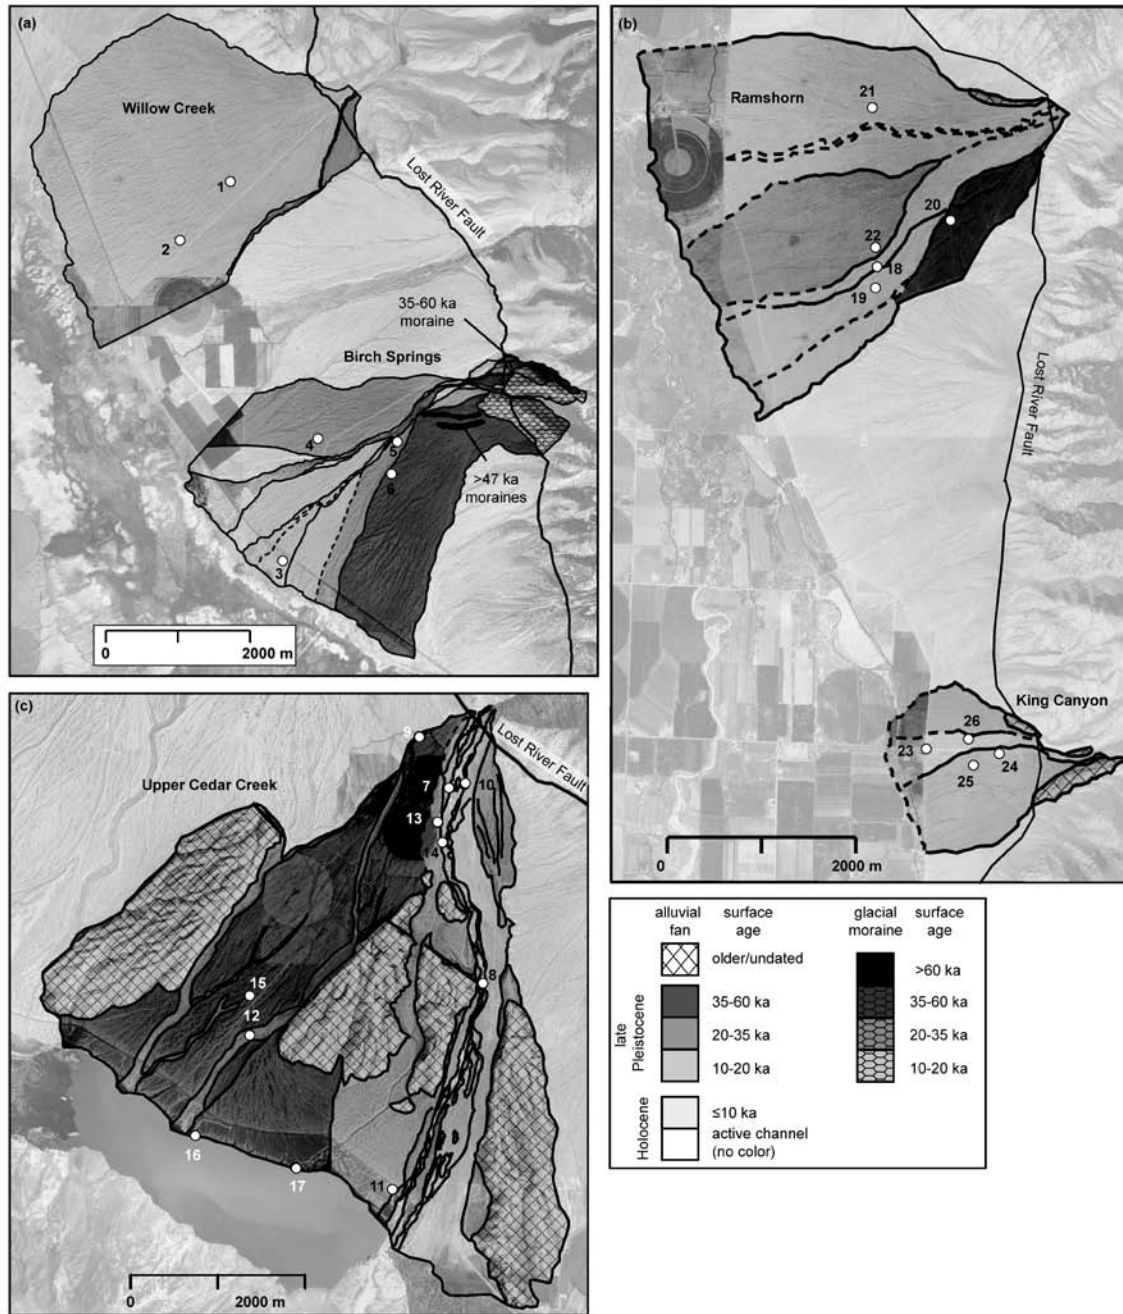 (a)
Willow Creek
1
2
Lost River Fault
35-60 ka
moraine
Birch Springs
4
5
6
>47 ka
moraines
3
0
2000 m
(b)
Ramshorn
21
20
22
18
19
Lost River Fault
King Canyon
26
23
24
25
0
2000 m
(c)
Lost River Fault
9
Upper Cedar Creek
7
10
13
14
8
15
12
16
17
11
0
2000 m
alluvial
fan
surface
age
glacial
moraine
surface
age
older/undated
>60 ka
late
Pleistocene
35-60 ka
35-60 ka
20-35 ka
20-35 ka
10-20 ka
10-20 ka
Holocene
≤10 ka
active channel
(no color)